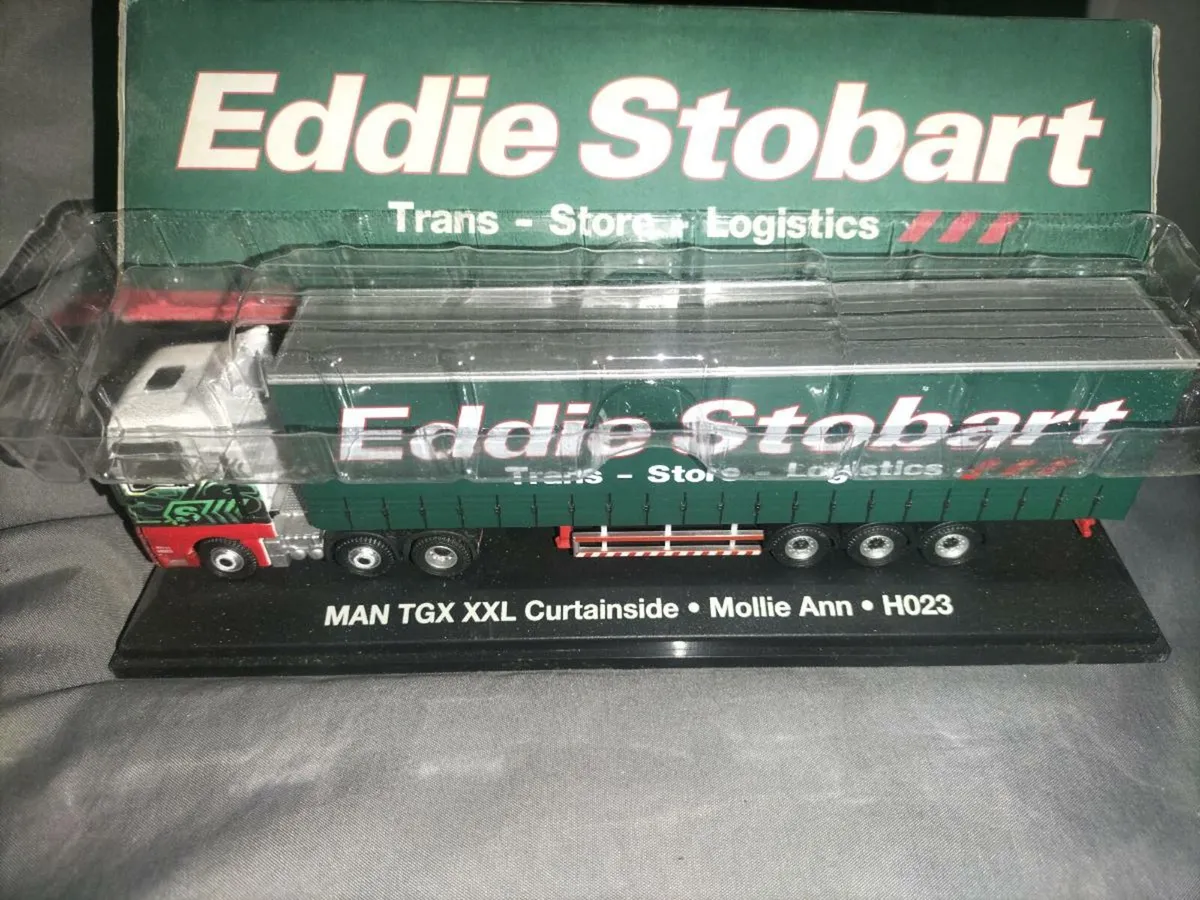 Eddie Stobart
Trans - Store - Logistics
Eddie Stobart
Trans - Store - Logistics
MAN TGX XXL Curtainside • Mollie Ann • H023